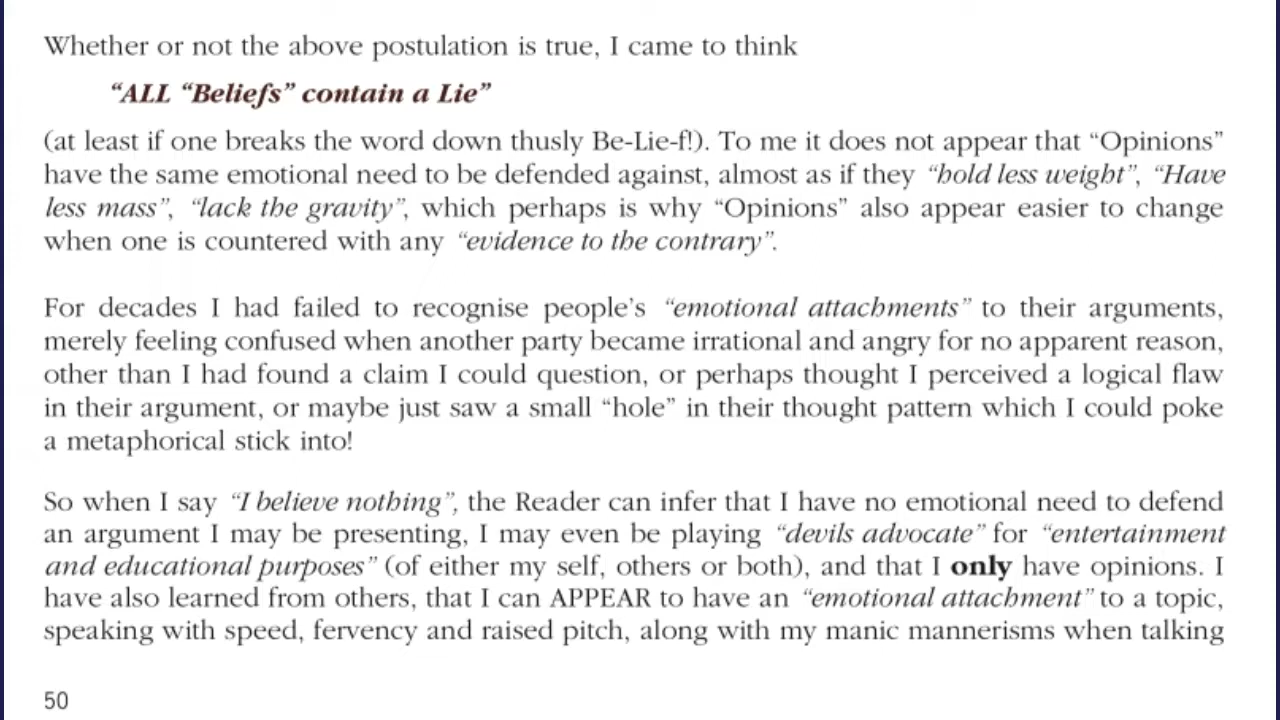 Whether or not the above postulation is true, I came to think
“ALL “Beliefs” contain a Lie”
(at least if one breaks the word down thusly Be-Lie-f!). To me it does not appear that “Opinions”
have the same emotional need to be defended against, almost as if they “hold less weight”, “Have
less mass”, “lack the gravity”, which perhaps is why “Opinions” also appear easier to change
when one is countered with any “evidence to the contrary”.
For decades I had failed to recognise people’s “emotional attachments” to their arguments,
merely feeling confused when another party became irrational and angry for no apparent reason,
other than I had found a claim I could question, or perhaps thought I perceived a logical flaw
in their argument, or maybe just saw a small “hole” in their thought pattern which I could poke
a metaphorical stick into!
So when I say “I believe nothing”, the Reader can infer that I have no emotional need to defend
an argument I may be presenting, I may even be playing “devils advocate” for “entertainment
and educational purposes” (of either my self, others or both), and that I only have opinions. I
have also learned from others, that I can APPEAR to have an “emotional attachment” to a topic,
speaking with speed, fervency and raised pitch, along with my manic mannerisms when talking
50